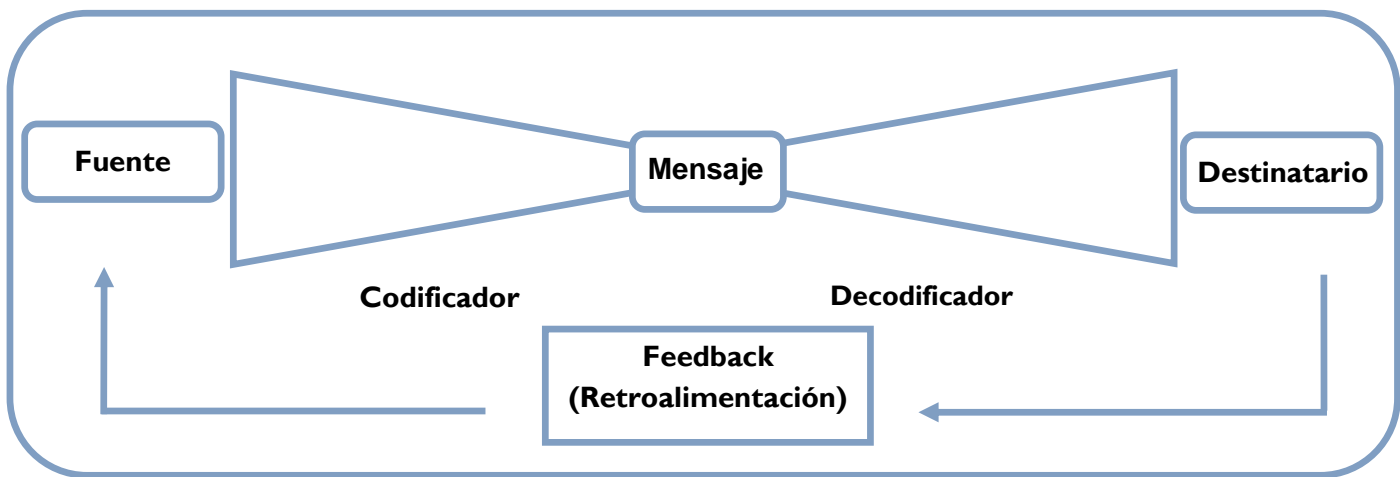 Fuente
Mensaje
Destinatario
Codificador
Decodificador
Feedback
(Retroalimentación)